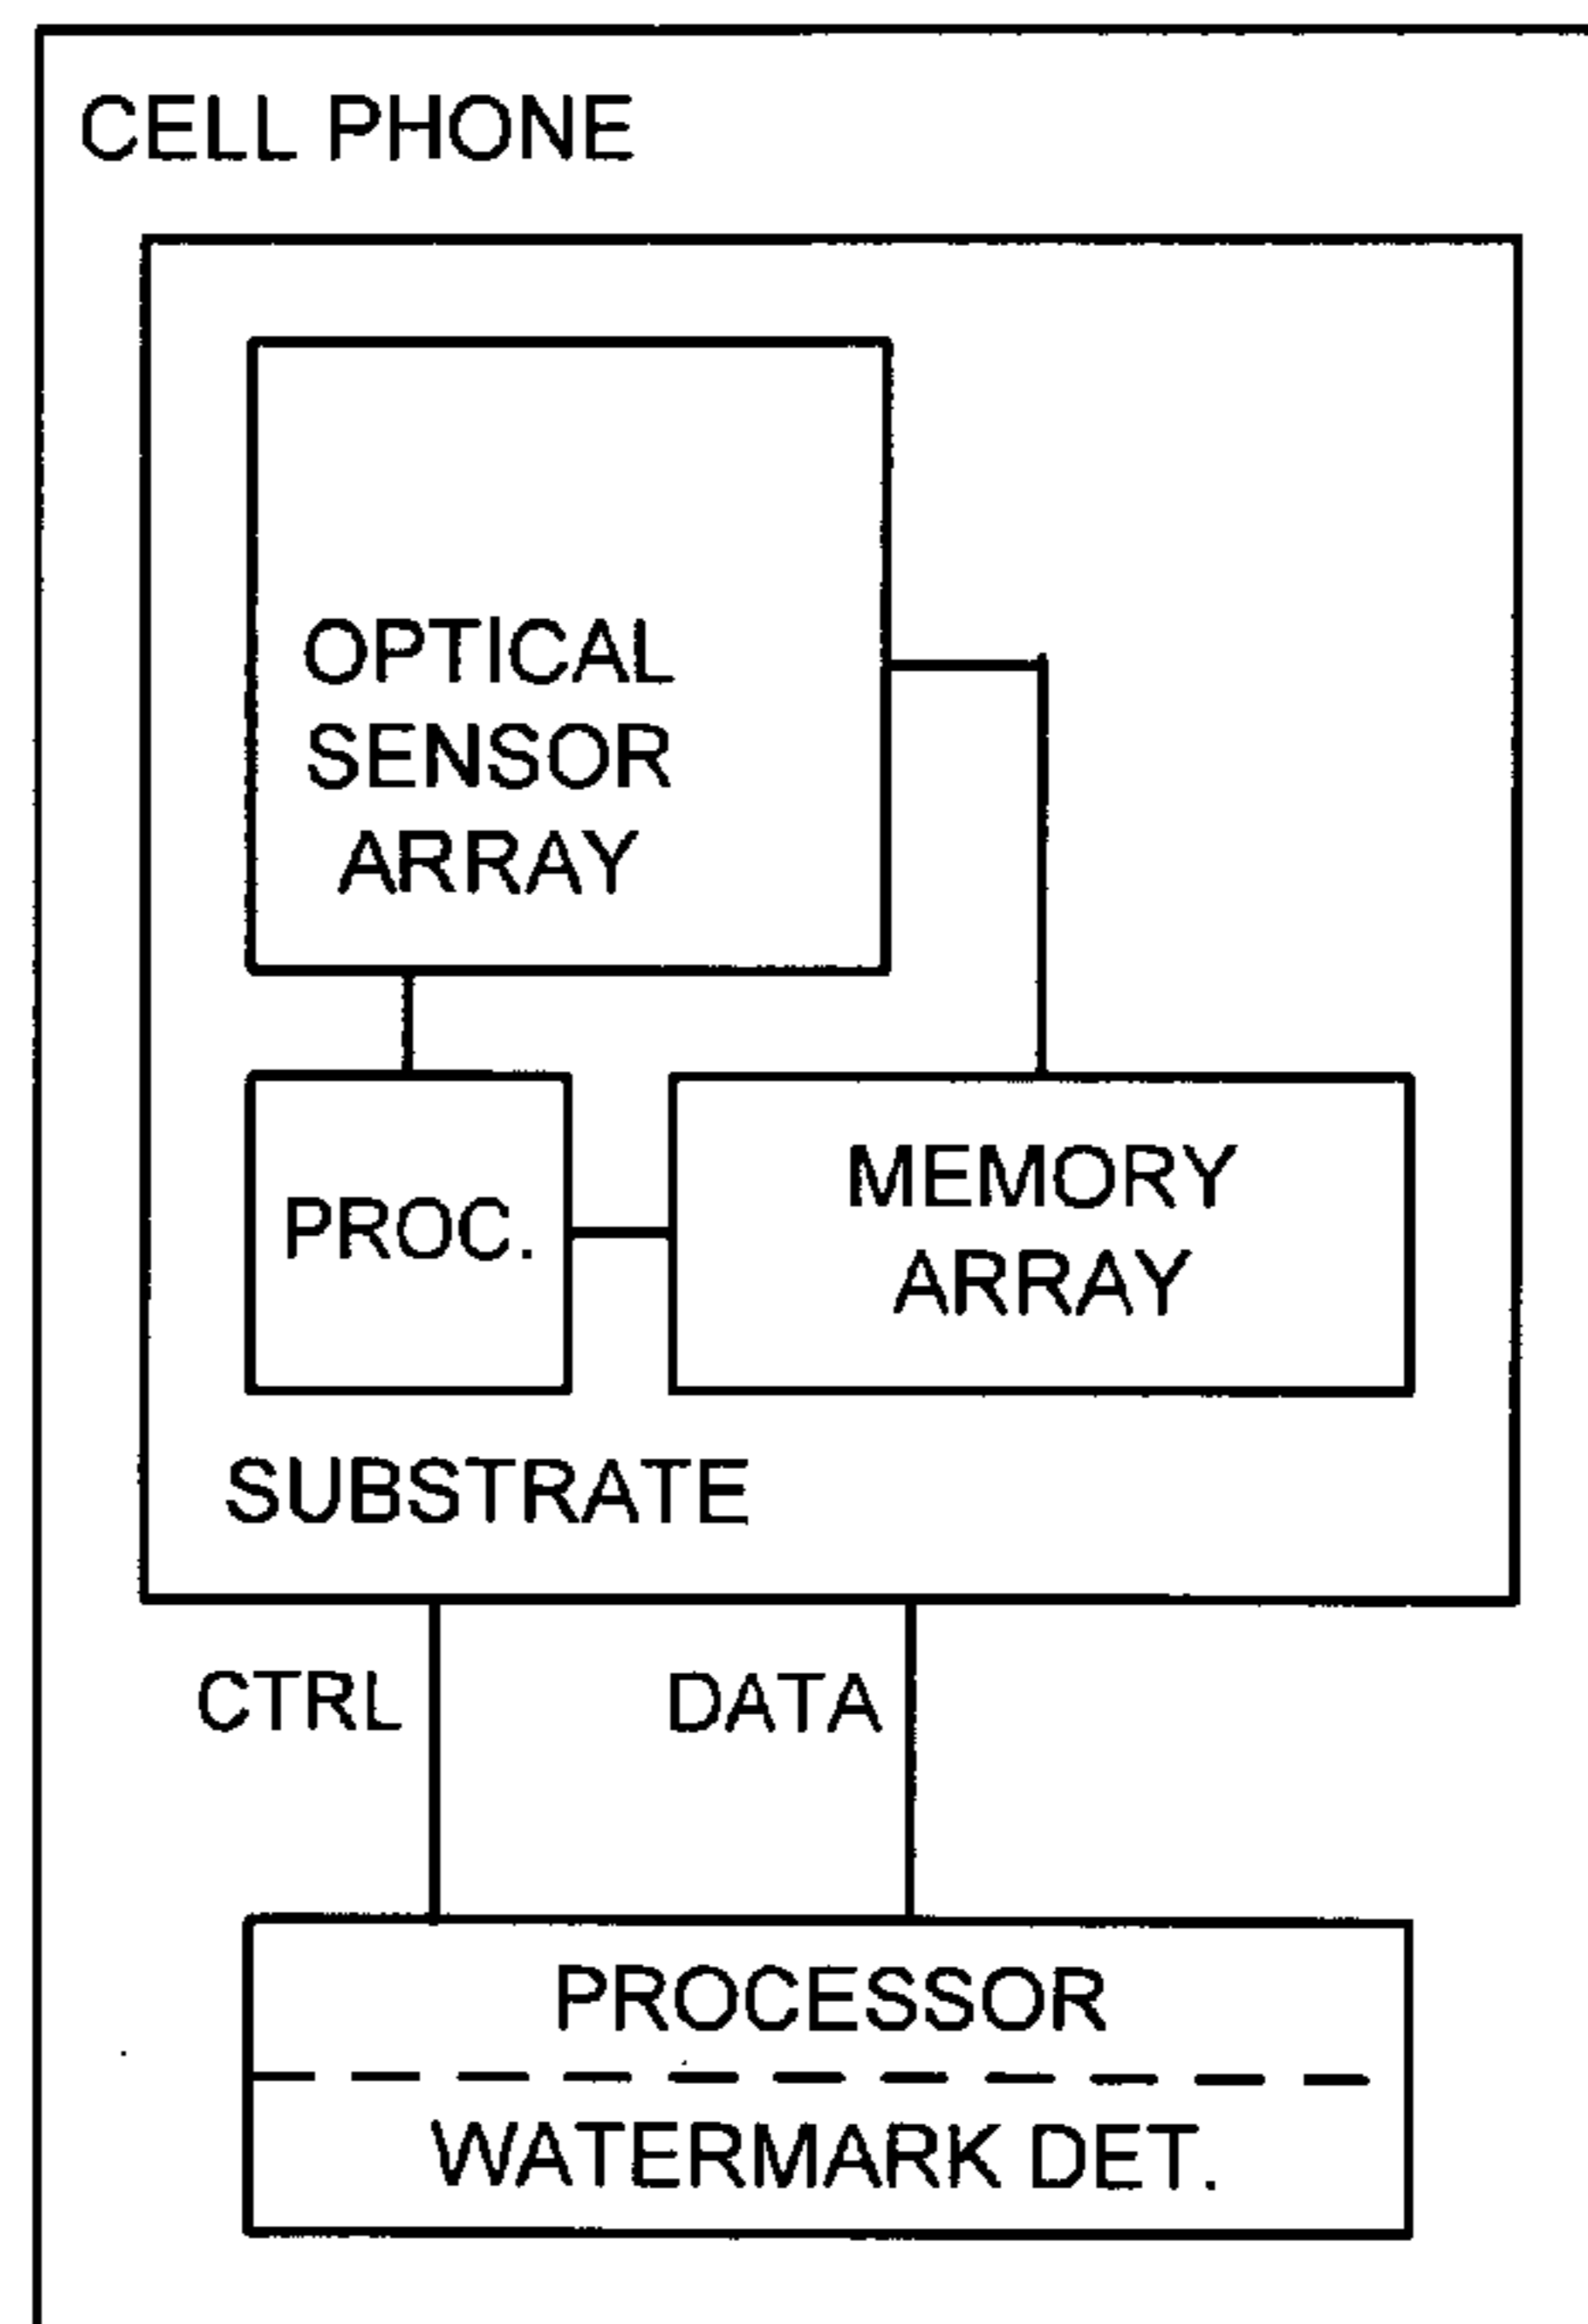 CELL PHONE
OPTICAL
SENSOR
ARRAY
PROC.
MEMORY
ARRAY
SUBSTRATE
CTRL
DATA
PROCESSOR
WATERMARK DET.